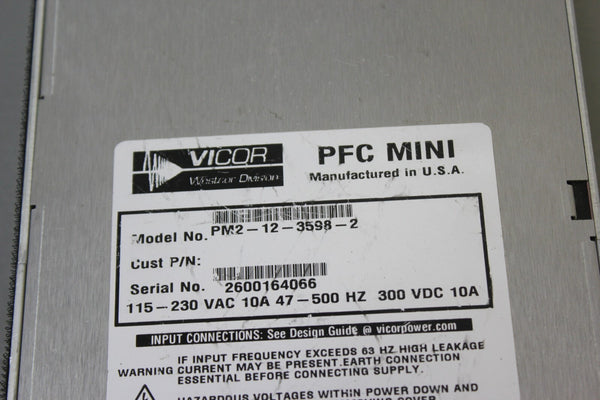 VICOR PFC MINI
Westcor Division Manufactured in U.S.A.
Model No. PM2-12-3598-2
Cust P/N:
Serial No. 2600164066
115-230 VAC 10A 47-500 HZ 300 VDC 10A
INPUT CONNECTIONS: See Design Guide @ vicorpower.com
IF INPUT FREQUENCY EXCEEDS 63 HZ, HIGH LEAKAGE
WARNING CURRENT MAY BE PRESENT. EARTH CONNECTION
ESSENTIAL BEFORE CONNECTING SUPPLY.
HAZARDOUS VOLTAGES WITHIN POWER DOWN AND